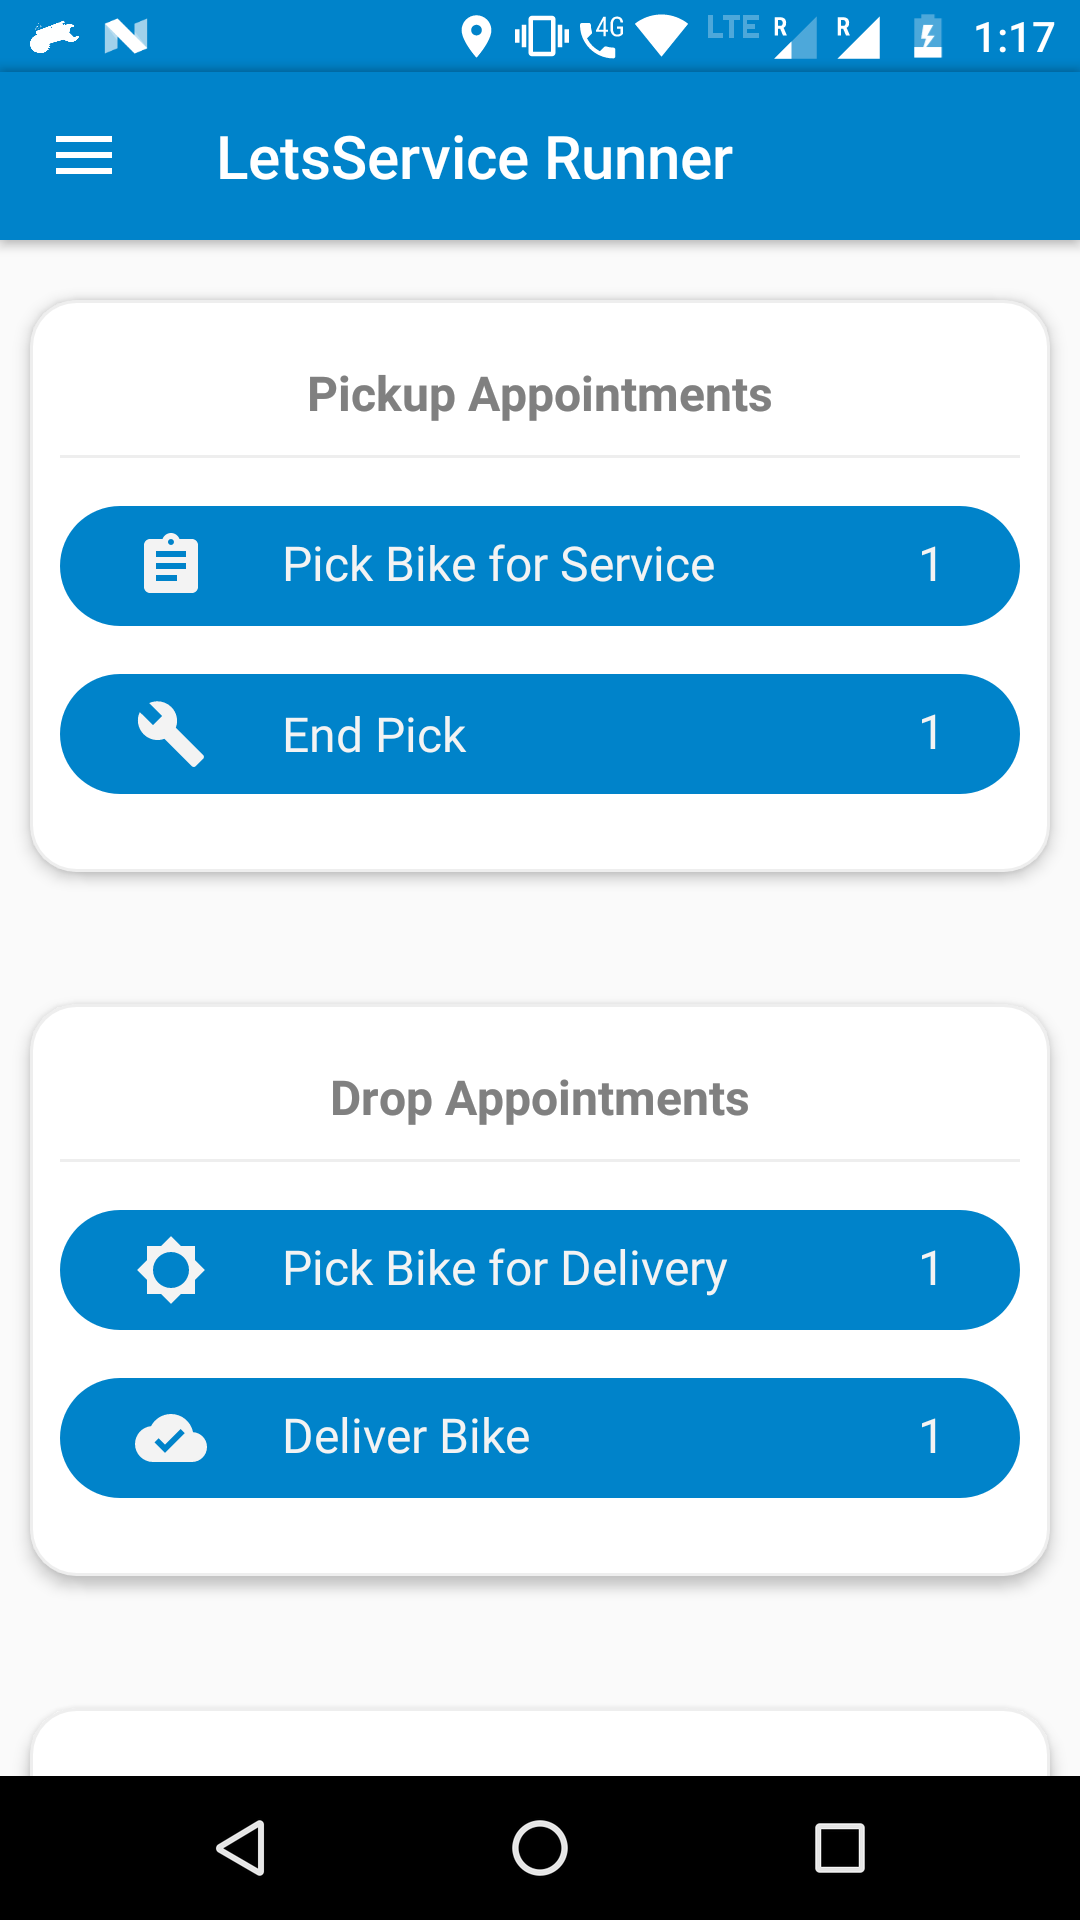 4G LTE R R 1:17
LetsService Runner
Pickup Appointments
Pick Bike for Service 1
End Pick 1
Drop Appointments
Pick Bike for Delivery 1
Deliver Bike 1